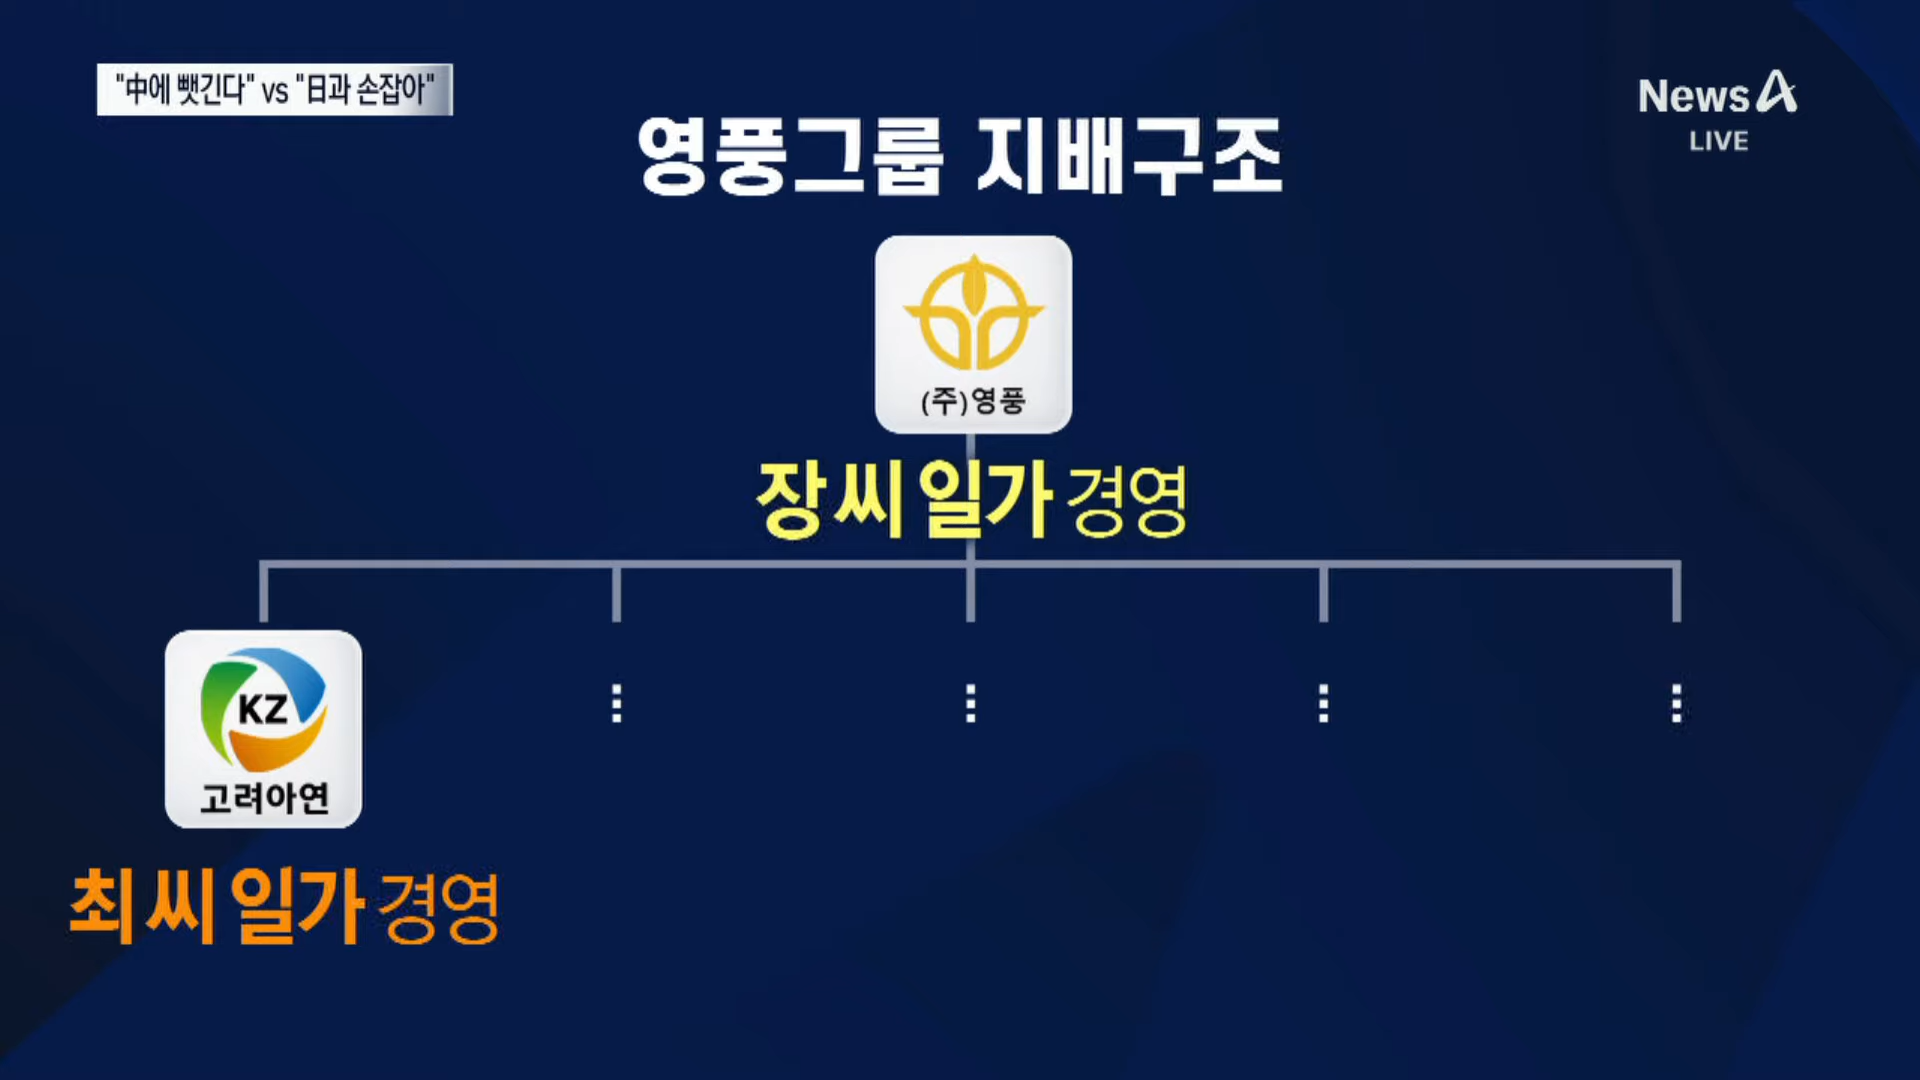 "中에 뺏긴다" vs "日과 손잡아"
News A
LIVE
영풍그룹 지배구조
(주)영풍
장씨일가 경영
KZ
고려아연
최씨일가 경영